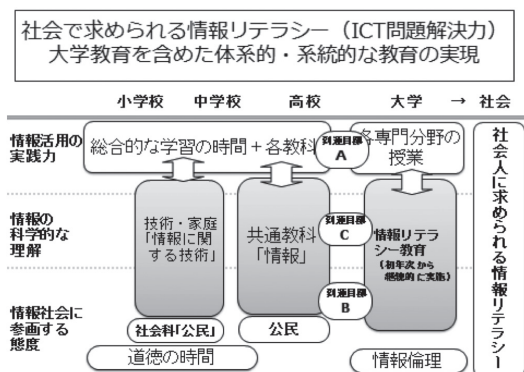 社会で求められる情報リテラシー（ICT問題解決力）
大学教育を含めた体系的・系統的な教育の実現
小学校 中学校 高校 大学 → 社会
情報活用の
実践力
総合的な学習の時間＋各教科
到達目標
A
各専門分野の
授業
情報の
科学的な
理解
技術・家庭
「情報に関
する技術」
共通教科
「情報」
到達目標
C
情報リテラ
シー教育
（初年次から
継続的に実施）
情報社会に
参画する
態度
到達目標
B
社会科「公民」
公民
道徳の時間
情報倫理
社会人に求められる情報リテラシー